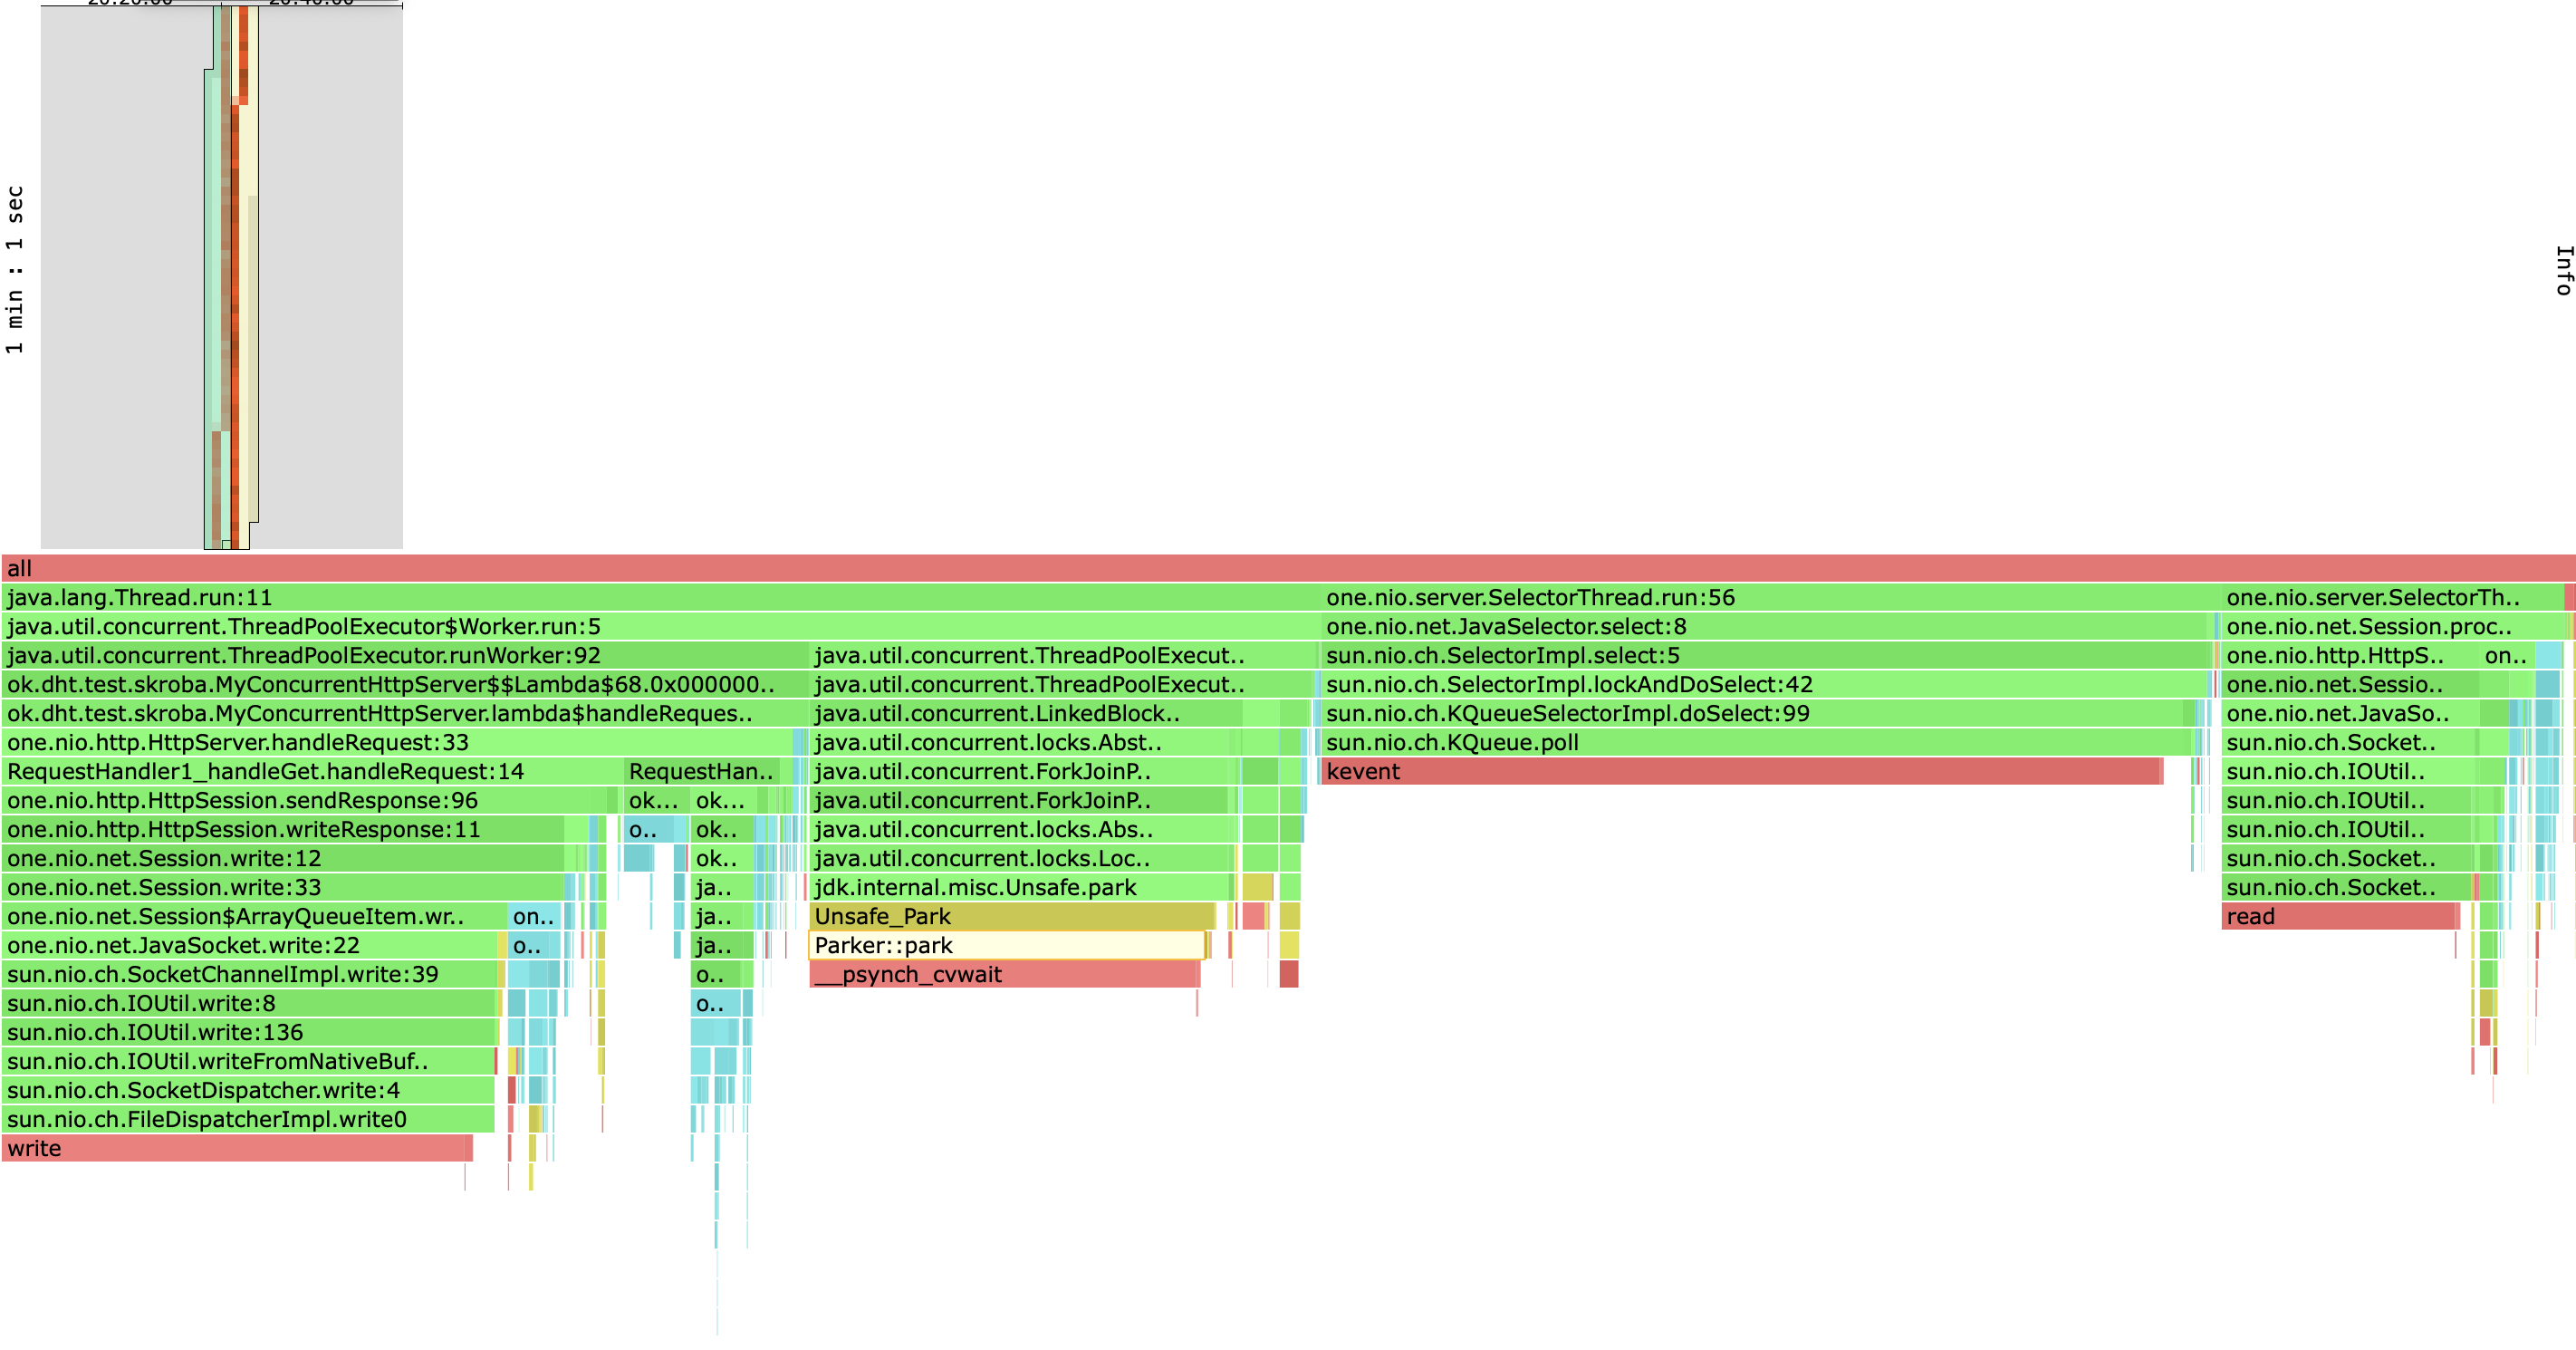 1 min : 1 sec
Info
all
java.lang.Thread.run:11
one.nio.server.SelectorThread.run:56
one.nio.server.SelectorTh..
java.util.concurrent.ThreadPoolExecutor$Worker.run:5
one.nio.net.JavaSelector.select:8
one.nio.net.Session.proc..
java.util.concurrent.ThreadPoolExecutor.runWorker:92
java.util.concurrent.ThreadPoolExecut..
sun.nio.ch.SelectorImpl.select:5
one.nio.http.HttpS..
on..
ok.dht.test.skroba.MyConcurrentHttpServer$$Lambda$68.0x000000..
java.util.concurrent.ThreadPoolExecut..
sun.nio.ch.SelectorImpl.lockAndDoSelect:42
one.nio.net.Sessio..
ok.dht.test.skroba.MyConcurrentHttpServer.lambda$handleReques..
java.util.concurrent.LinkedBlock..
sun.nio.ch.KQueueSelectorImpl.doSelect:99
one.nio.net.JavaSo..
one.nio.http.HttpServer.handleRequest:33
java.util.concurrent.locks.Abst..
sun.nio.ch.KQueue.poll
sun.nio.ch.Socket..
RequestHandler1_handleGet.handleRequest:14
RequestHan..
java.util.concurrent.ForkJoinP..
kevent
sun.nio.ch.IOUtil..
one.nio.http.HttpSession.sendResponse:96
ok...
ok...
java.util.concurrent.ForkJoinP..
sun.nio.ch.IOUtil..
one.nio.http.HttpSession.writeResponse:11
o..
ok..
java.util.concurrent.locks.Abs..
sun.nio.ch.IOUtil..
one.nio.net.Session.write:12
ok..
java.util.concurrent.locks.Loc..
sun.nio.ch.Socket..
one.nio.net.Session.write:33
ja..
jdk.internal.misc.Unsafe.park
sun.nio.ch.Socket..
one.nio.net.Session$ArrayQueueItem.wr..
on..
ja..
Unsafe_Park
read
one.nio.net.JavaSocket.write:22
o..
ja..
Parker::park
sun.nio.ch.SocketChannelImpl.write:39
o..
__psynch_cvwait
sun.nio.ch.IOUtil.write:8
o..
sun.nio.ch.IOUtil.write:136
sun.nio.ch.IOUtil.writeFromNativeBuf..
sun.nio.ch.SocketDispatcher.write:4
sun.nio.ch.FileDispatcherImpl.write0
write